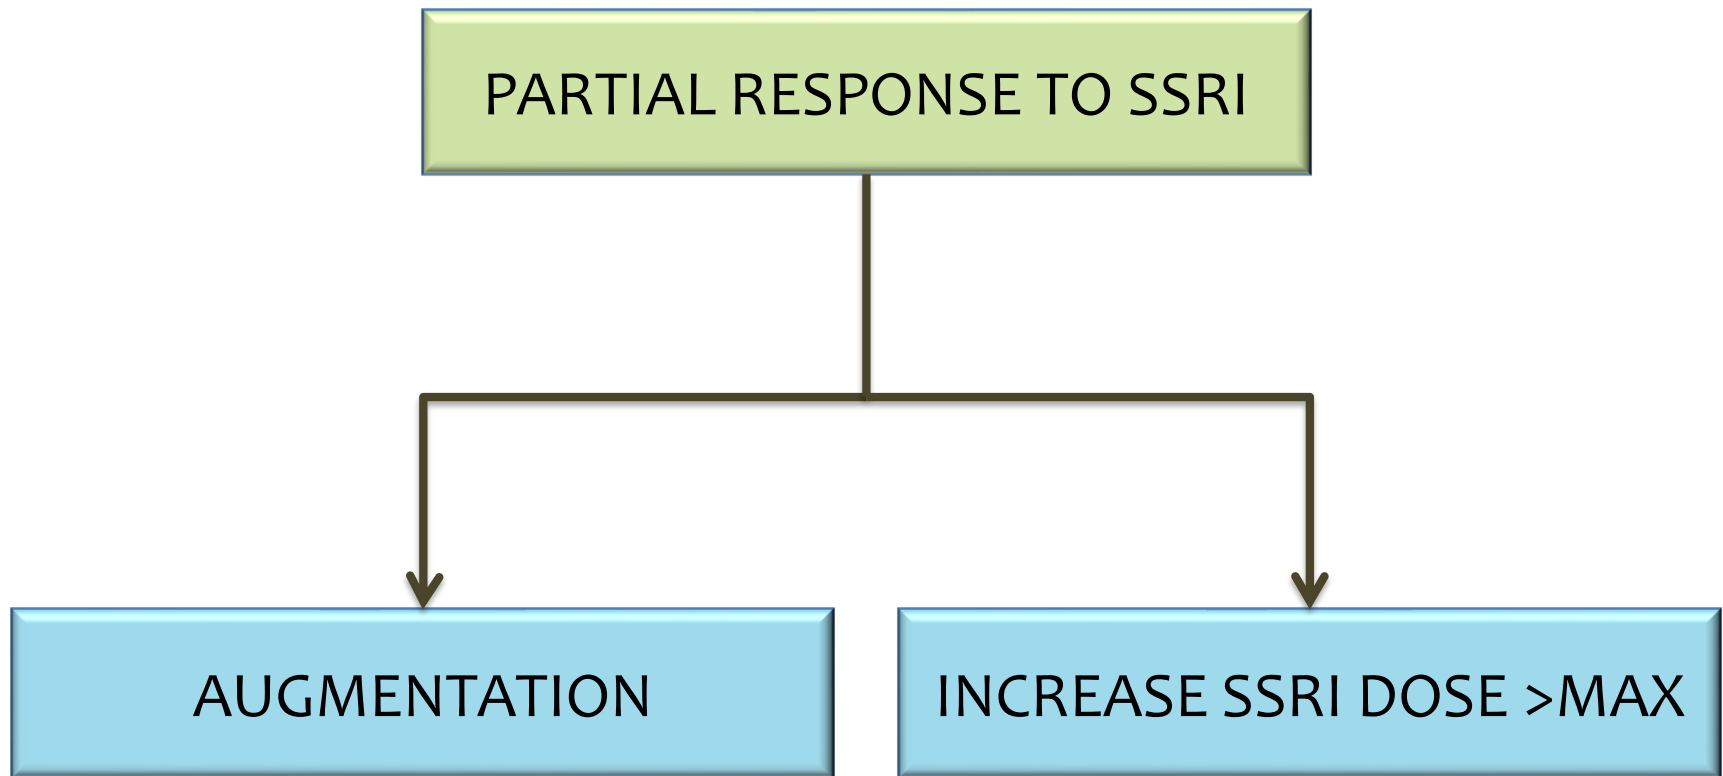 PARTIAL RESPONSE TO SSRI
AUGMENTATION
INCREASE SSRI DOSE >MAX